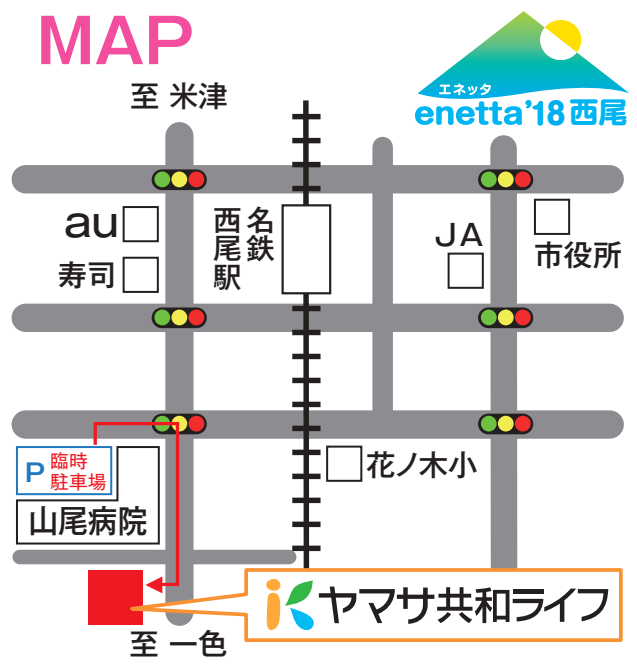 MAP
エネッタ
enetta'18西尾
至 米津
au
寿司
西尾駅
名鉄
JA
市役所
P
臨時
駐車場
山尾病院
花ノ木小
ヤマサ共和ライフ
至 一色